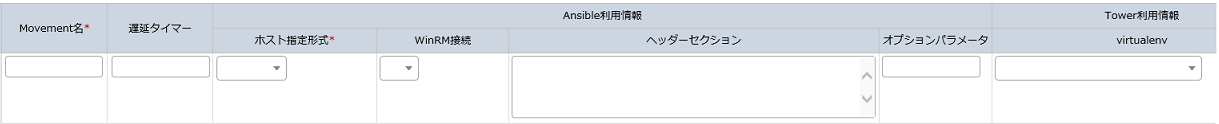 Movement名* 遅延タイマー Ansible利用情報 Tower利用情報
ホスト指定形式* WinRM接続 ヘッダーセクション オプションパラメータ virtualenv